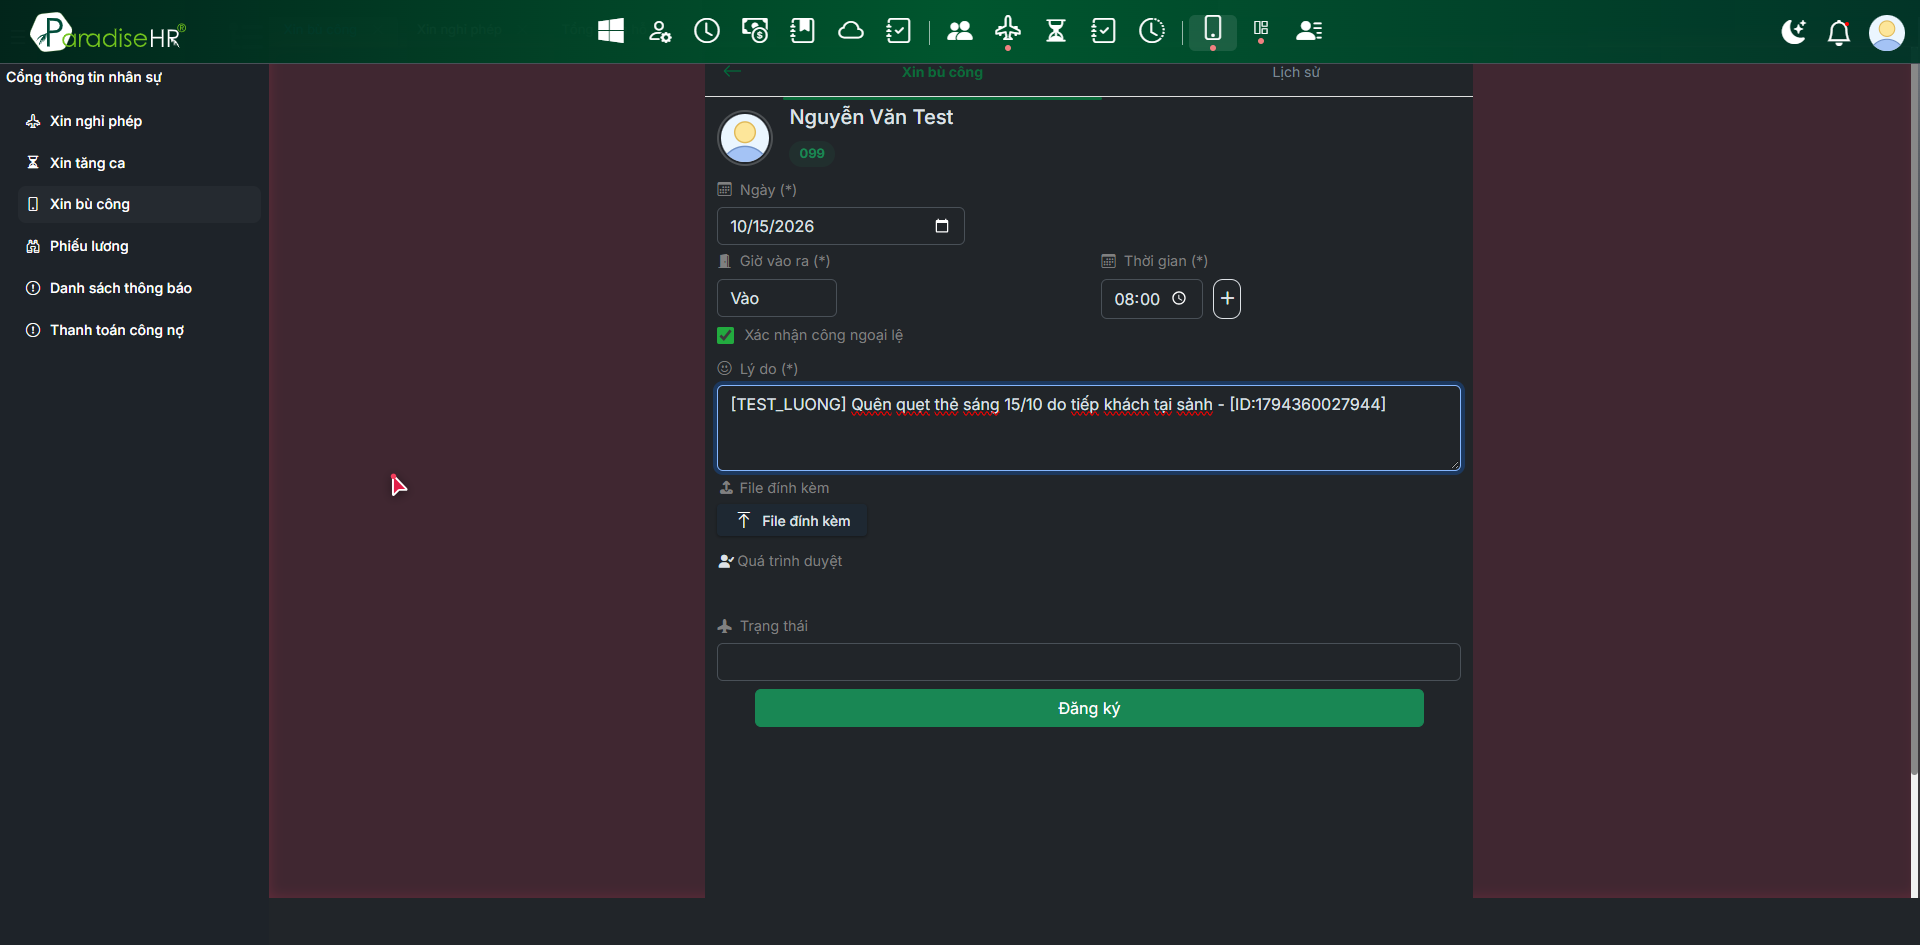 ParadiseHR®
Cổng thông tin nhân sự
Xin nghỉ phép
Xin tăng ca
Xin bù công
Phiếu lương
Danh sách thông báo
Thanh toán công nợ
Xin bù công
Lịch sử
Nguyễn Văn Test
099
Ngày (*)
10/15/2026
Giờ vào ra (*)
Thời gian (*)
Vào
08:00
Xác nhận công ngoại lệ
Lý do (*)
[TEST_LUONG] Quên quẹt thẻ sáng 15/10 do tiếp khách tại sảnh - [ID:1794360027944]
File đính kèm
File đính kèm
Quá trình duyệt
Trạng thái
Đăng ký